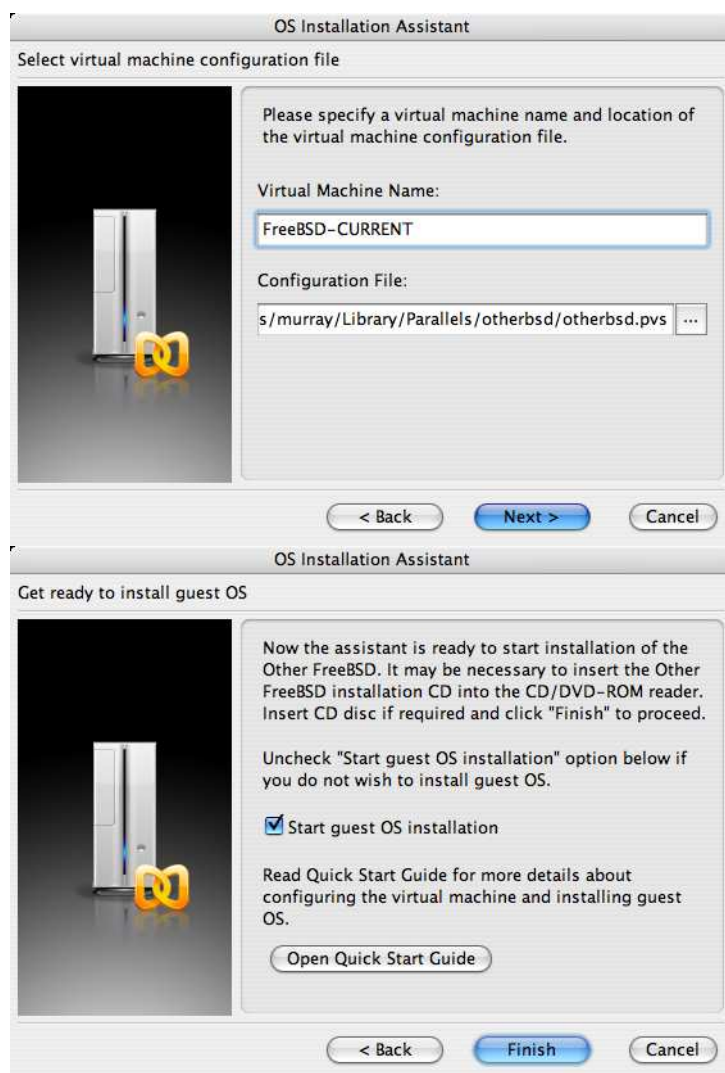 OS Installation Assistant
Select virtual machine configuration file
Please specify a virtual machine name and location of
the virtual machine configuration file.
Virtual Machine Name:
FreeBSD-CURRENT
Configuration File:
s/murray/Library/Parallels/otherbsd/otherbsd.pvs ...
< Back Next > Cancel
OS Installation Assistant
Get ready to install guest OS
Now the assistant is ready to start installation of the
Other FreeBSD. It may be necessary to insert the Other
FreeBSD installation CD into the CD/DVD-ROM reader.
Insert CD disc if required and click "Finish" to proceed.
Uncheck "Start guest OS installation" option below if
you do not wish to install guest OS.
Start guest OS installation
Read Quick Start Guide for more details about
configuring the virtual machine and installing guest
OS.
Open Quick Start Guide
< Back Finish Cancel